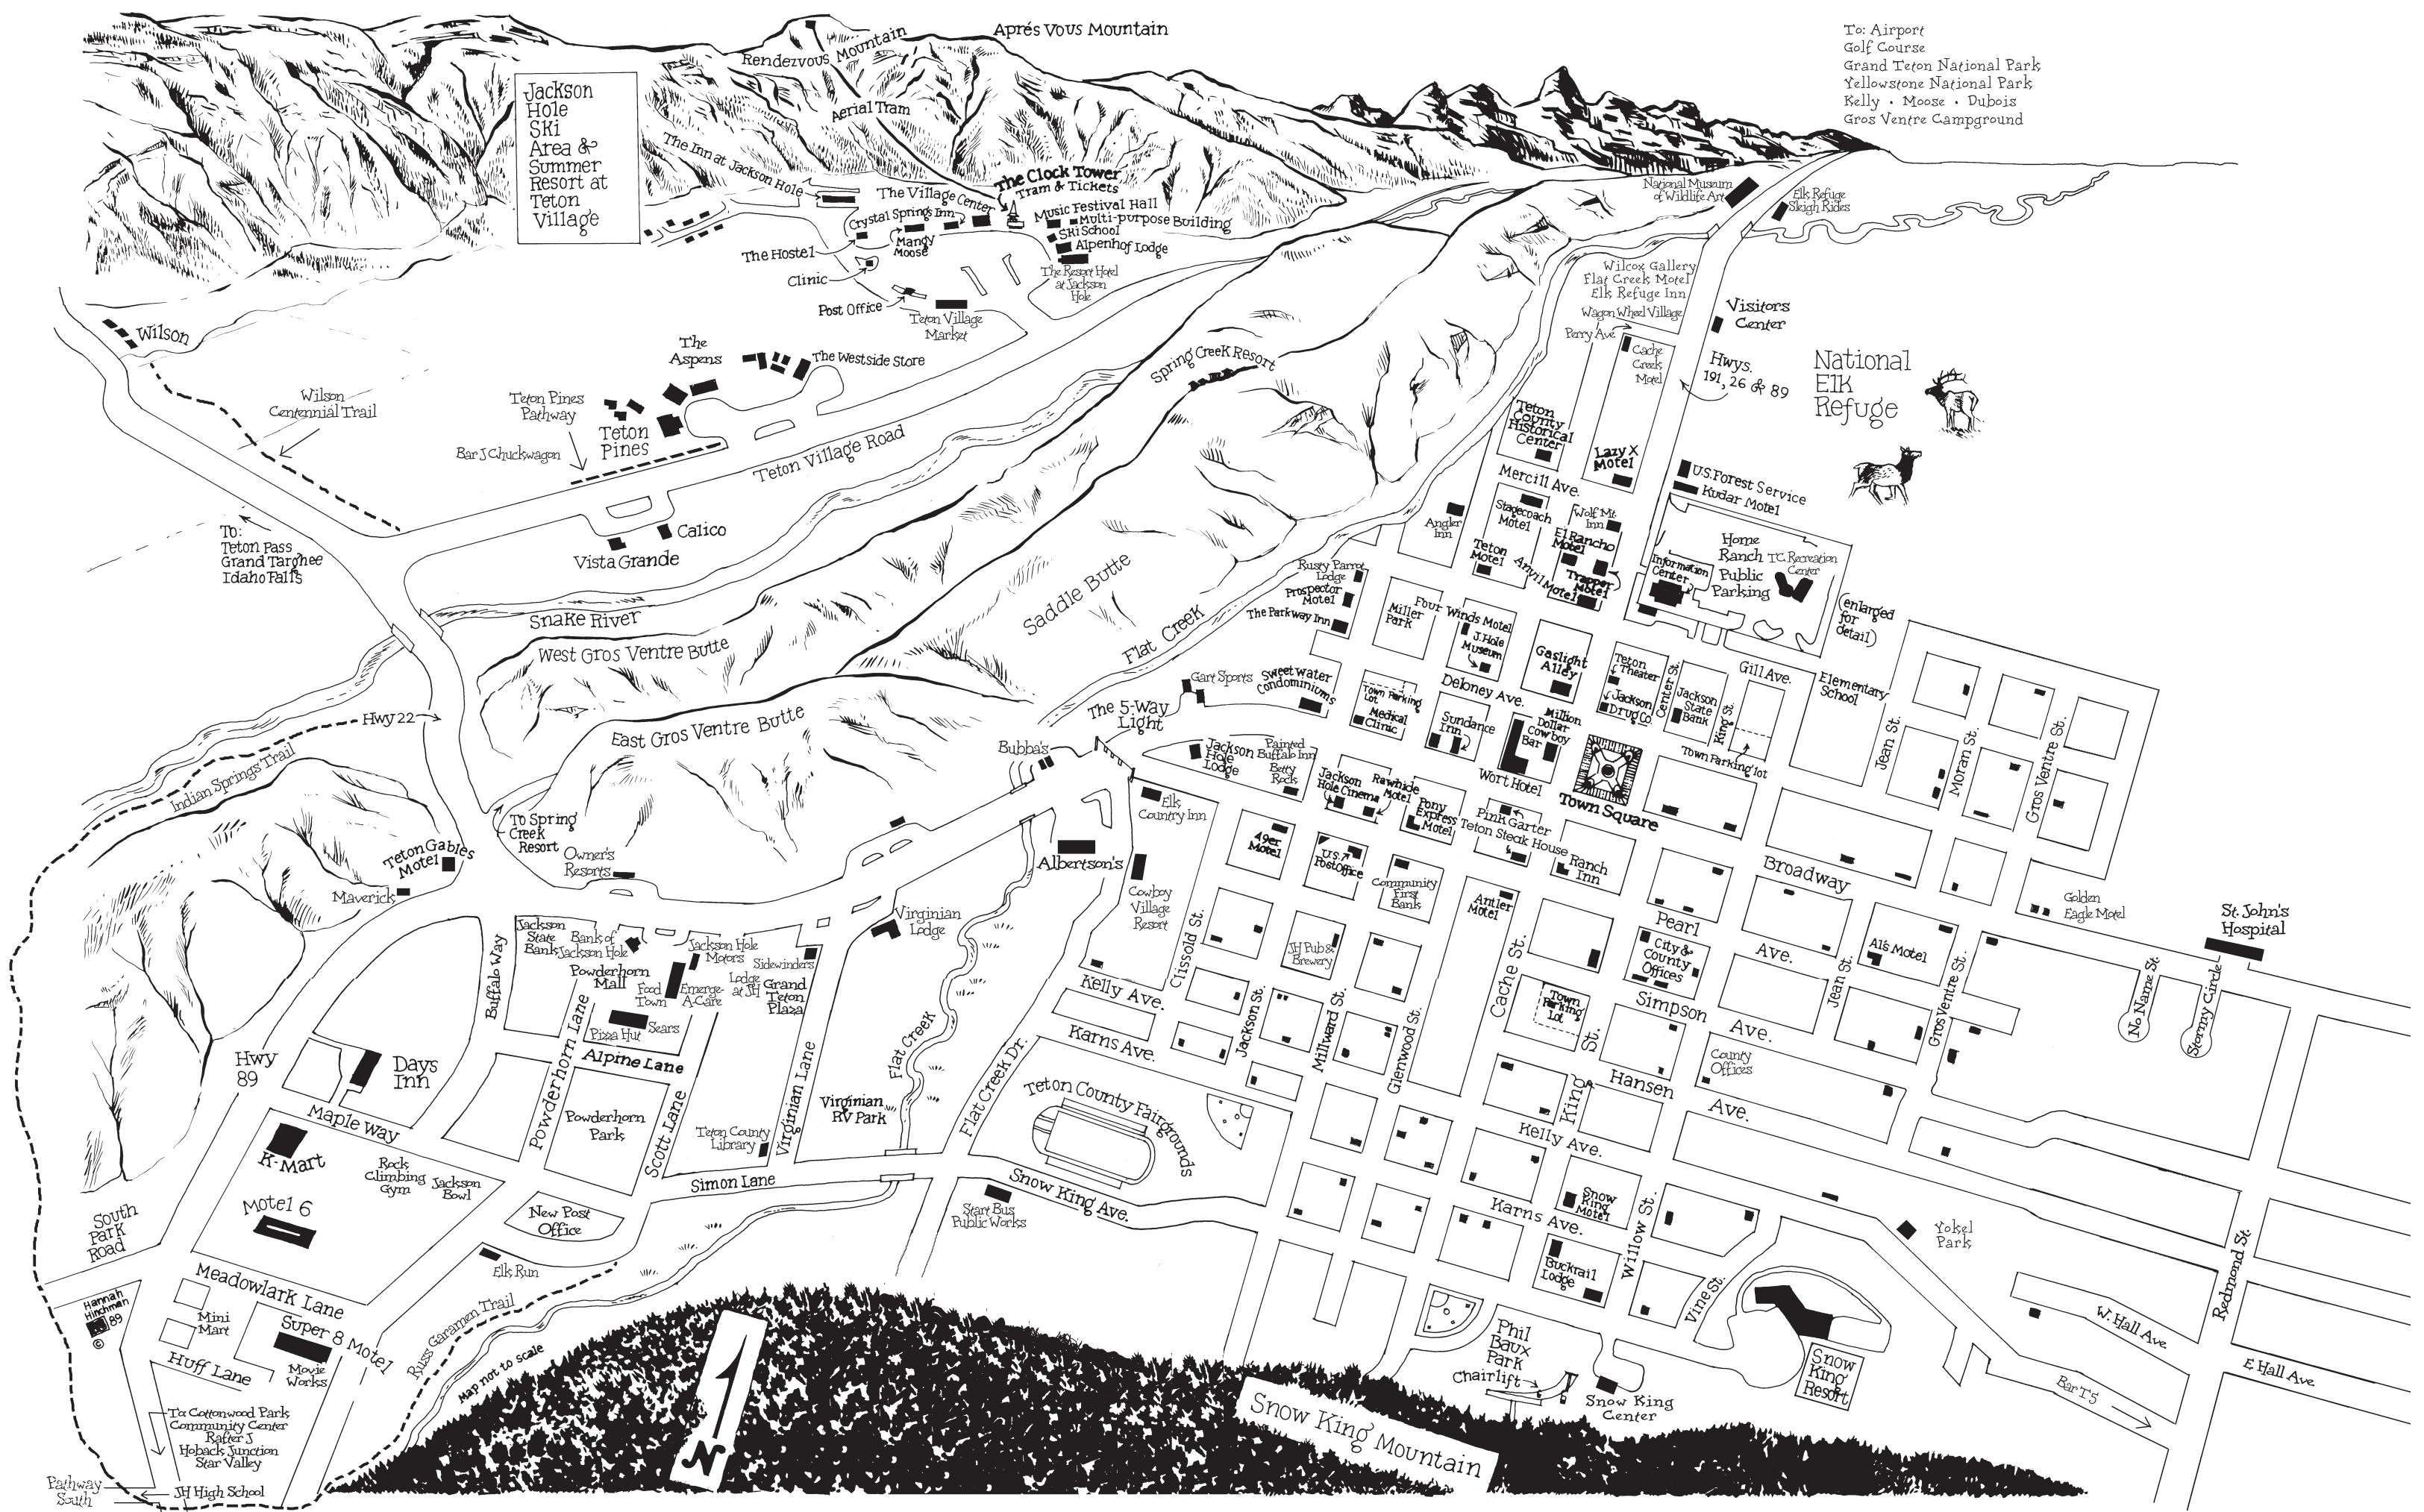 Après Vous Mountain
Rendezvous Mountain
Aerial Tram
To: Airport
Golf Course
Grand Teton National Park
Yellowstone National Park
Kelly • Moose • Dubois
Gros Ventre Campground
Jackson
Hole
Ski
Area &
Summer
Resort at
Teton
Village
The Inn at Jackson Hole
The Village Center
The Clock Tower
Tram & Tickets
Crystal Springs Inn
Music Festival Hall
Multi-purpose Building
Ski School
Alpenhof Lodge
Mangy
Moose
The Hostel
Clinic
Post Office
The Resort Hotel
at Jackson
Hole
Teton Village
Market
National Museum
of Wildlife Art
Elk Refuge
Sleigh Rides
Wilcox Gallery
Flat Creek Motel
Elk Refuge Inn
Wagon Wheel Village
Perry Ave
Cache
Creek
Motel
Visitors
Center
Hwys.
191, 26 & 89
National
Elk
Refuge
Wilson
Wilson
Centennial Trail
The
Aspens
The Westside Store
Teton Pines
Pathway
Teton
Pines
Bar J Chuckwagon
Teton Village Road
Spring Creek Resort
To:
Teton Pass
Grand Targhee
Idaho Falls
Calico
Vista Grande
Snake River
West Gros Ventre Butte
Saddle Butte
East Gros Ventre Butte
Flat Creek
Hwy 22
Indian Springs Trail
Teton
County
Historical
Center
Lazy X
Motel
Mercill Ave.
U.S. Forest Service
Kudar Motel
Angler
Inn
Stagecoach
Motel
Wolf Mt.
Inn
El Rancho
Motel
Teton
Motel
Anvil Motel
Trapper
Motel
Home
Ranch
Public
Parking
T.C. Recreation
Center
Information
Center
(enlarged
for
detail)
Rusty Parrot
Lodge
Prospector
Motel
The Parkway Inn
Miller
Park
Four Winds Motel
J. Hole
Museum
Gaslight
Alley
Teton
Theater
Jackson
Drug Co.
Center St.
Jackson
State
Bank
King St.
Gill Ave.
Elementary
School
Town Parking lot
Deloney Ave.
Gart Sports
Sweet water
Condominiums
Town Parking
Lot
Medical
Clinic
Sundance
Inn
Million
Dollar
Cowboy
Bar
Wort Hotel
Town Square
The 5-Way
Light
Bubba's
Jackson
Hole
Lodge
Painted
Buffalo Inn
Betty
Rock
Jackson
Hole Cinema
Rawhide
Motel
Pony
Express
Motel
Pink Garter
Teton Steak House
Ranch
Inn
Jean St.
Moran St.
Gros Ventre St.
Broadway
Golden
Eagle Motel
St. John's
Hospital
To Spring
Creek
Resort
Owner's
Resorts
Teton Gables
Motel
Maverick
Albertson's
Elk
Country Inn
Cowboy
Village
Resort
49er
Motel
U.S.
Postoffice
Community
First
Bank
Antler
Motel
Pearl
Ave.
Al's Motel
City &
County
Offices
Simpson
Ave.
Town
Parking
Lot
Jean St.
Gros Ventre St.
No Name St.
Stormy Circle
JH Pub &
Brewery
Clissold St.
Jackson St.
Millward St.
Glenwood St.
Cache St.
King
St.
Hansen
Ave.
County
Offices
Virginian
Lodge
Jackson
State
Bank
Bank of
Jackson Hole
Powderhorn
Mall
Food
Town
Jackson Hole
Motors
Emerg-
A-Care
Lodge
at JH
Sidewinders
Grand
Teton
Plaza
Pizza Hut
Sears
Alpine Lane
Buffalo Way
Powderhorn Lane
Powderhorn
Park
Scott Lane
Virginian Lane
Teton County
Library
Virginian
RV Park
Flat Creek
Flat Creek Dr.
Kelly Ave.
Karns Ave.
Teton County Fairgrounds
Hwy
89
Days
Inn
Maple Way
K-Mart
Rock
Climbing
Gym
Jackson
Bowl
Motel 6
Simon Lane
New Post
Office
Elk Run
Start Bus
Public Works
Snow King Ave.
Kelly Ave.
Karns Ave.
Snow
King
Motel
Buckrail
Lodge
Willow St.
Vine St.
Yokel
Park
Redmond St.
W. Hall Ave
E Hall Ave
Bar T 5
South
Park
Road
Meadowlark Lane
Hannah
Hinchman
89
©
Mini
Mart
Super 8 Motel
Movie
Works
Huff Lane
Russ Garamen Trail
Map not to scale
N
Phil
Baux
Park
Chairlift
Snow King
Center
Snow
King
Resort
Snow King Mountain
To: Cottonwood Park
Community Center
Rafter J
Hoback Junction
Star Valley
Pathway
South
JH High School